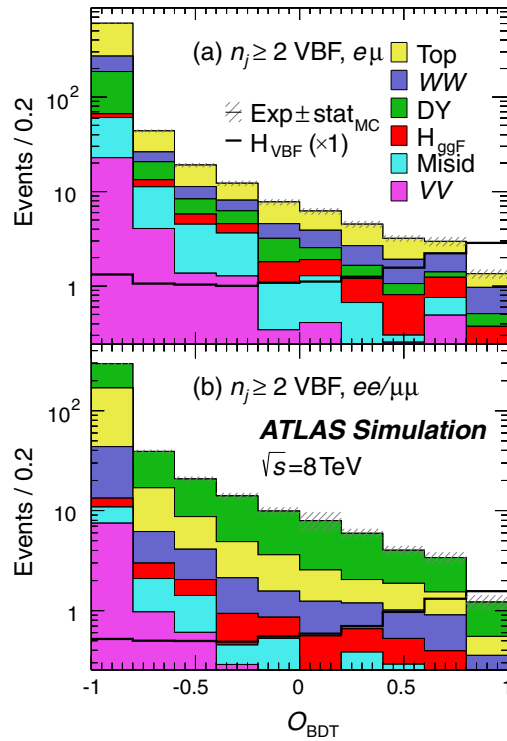 (a) nj ≥ 2 VBF, eμ
Top
WW
DY
HggF
Misid
VV
Exp ± statMC
HVBF (×1)
Events / 0.2
10²
10
1
(b) nj ≥ 2 VBF, ee/μμ
ATLAS Simulation
√s = 8 TeV
Events / 0.2
10²
10
1
-1 -0.5 0 0.5 1
OBDT